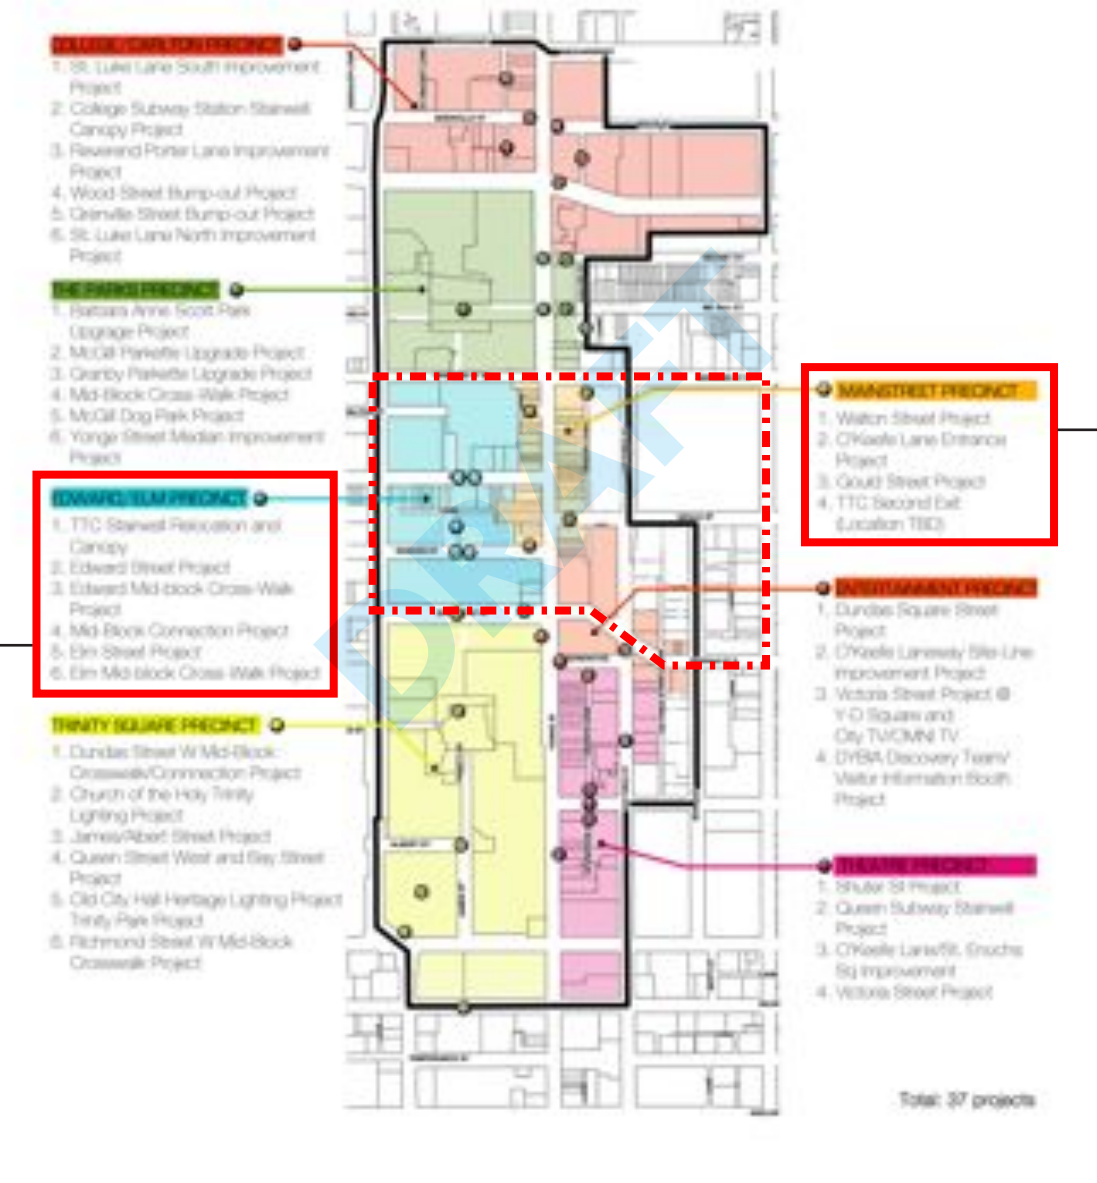 COLLEGE/CARLTON PRECINCT
1. St. Luke Lane South Improvement
Project
2. College Subway Station Stairwell
Canopy Project
3. Reverend Porter Lane Improvement
Project
4. Wood Street Bump-out Project
5. Grenville Street Bump-out Project
6. St. Luke Lane North Improvement
Project
THE PARKS PRECINCT
1. Barbara Anne Scott Park
Upgrage Project
2. McGill Parkette Upgrade Project
3. Granby Parkette Upgrade Project
4. Mid-Block Cross-Walk Project
5. McGill Dog Park Project
6. Yonge Street Median Improvement
Project
EDWARD/ELM PRECINCT
1. TTC Stairwell Relocation and
Canopy
2. Edward Street Project
3. Edward Mid-block Cross-Walk
Project
4. Mid-Block Connection Project
5. Elm Street Project
6. Elm Mid-block Cross-Walk Project
TRINITY SQUARE PRECINCT
1. Dundas Street W Mid-Block
Crosswalk/Connnection Project
2. Church of the Holy Trinity
Lighting Project
3. James/Albert Street Project
4. Queen Street West and Bay Street
Project
5. Old City Hall Heritage Lighting Project
Trinity Park Project
6. Richmond Street W Mid-Block
Crosswalk Project
DRAFT
MAINSTREET PRECINCT
1. Walton Street Project
2. O'Keefe Lane Entrance
Project
3. Gould Street Project
4. TTC Second Exit
(Location TBD)
ENTERTAINMENT PRECINCT
1. Dundas Square Street
Project
2. O'Keefe Laneway Site-Line
Improvement Project
3. Victoria Street Project @
Y-D Square and
City TV/OMNI TV
4. DYBIA Discovery Team/
Visitor Information Booth
Project
THEATRE PRECINCT
1. Shuter St Project
2. Queen Subway Stairwell
Project
3. O'Keefe Lane/St. Enochs
Sq Improvement
4. Victoria Street Project
Total: 37 projects